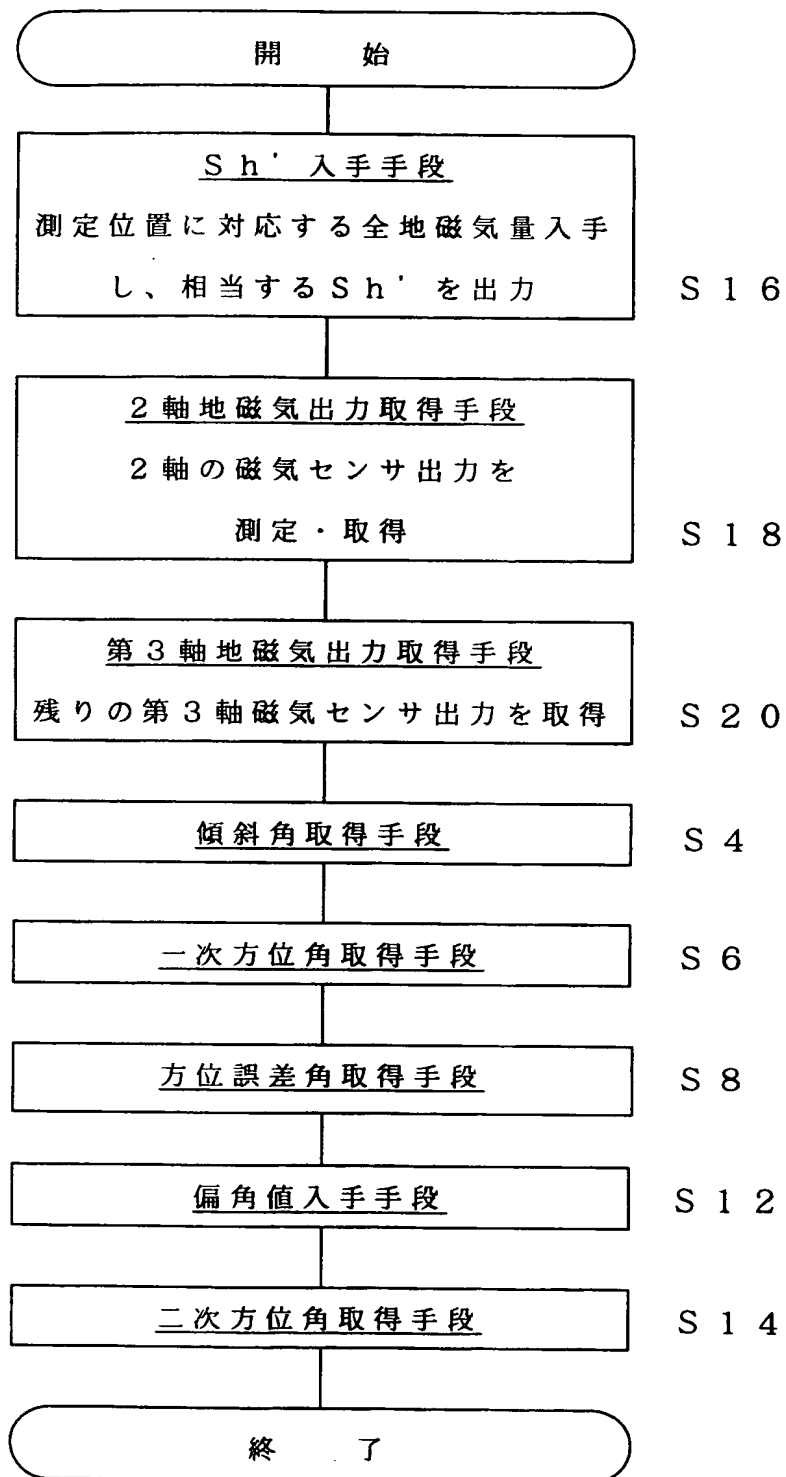 開 始
Sh' 入手手段
測定位置に対応する全地磁気量入手
し、相当するSh' を出力
S16
2軸地磁気出力取得手段
2軸の磁気センサ出力を
測定・取得
S18
第3軸地磁気出力取得手段
残りの第3軸磁気センサ出力を取得
S20
傾斜角取得手段
S4
一次方位角取得手段
S6
方位誤差角取得手段
S8
偏角値入手手段
S12
二次方位角取得手段
S14
終 了